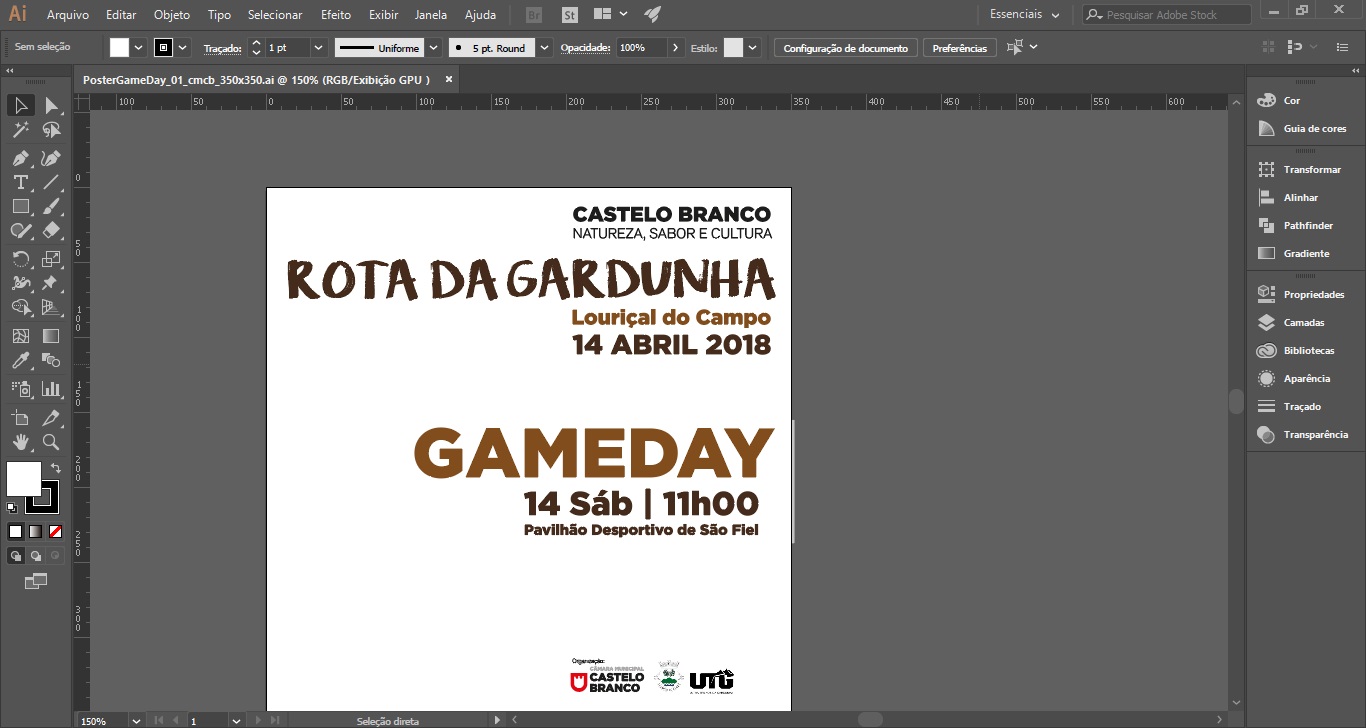 Ai Arquivo Editar Objeto Tipo Selecionar Efeito Exibir Janela Ajuda Br St Essenciais Pesquisar Adobe Stock
Sem seleção Traçado: 1 pt Uniforme 5 pt. Round Opacidade: 100% Estilo: Configuração de documento Preferências
PosterGameDay_01_cmcb_350x350.ai @ 150% (RGB/Exibição GPU ) ×
100 50 0 50 100 150 200 250 300 350 400 450 500 550 600
0
50
100
150
200
250
300
CASTELO BRANCO
NATUREZA, SABOR E CULTURA
ROTA DA GARDUNHA
Louriçal do Campo
14 ABRIL 2018
GAMEDAY
14 Sáb | 11h00
Pavilhão Desportivo de São Fiel
Organização:
CÂMARA MUNICIPAL
CASTELO
BRANCO
UTG
Cor
Guia de cores
Transformar
Alinhar
Pathfinder
Gradiente
Propriedades
Camadas
Bibliotecas
Aparência
Traçado
Transparência
150% 1 Seleção direta